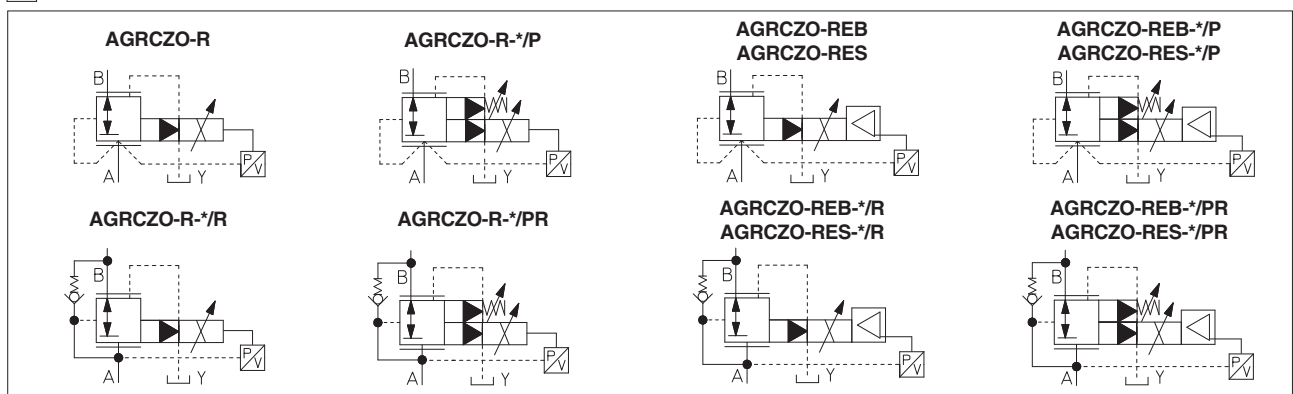 AGRCZO-R
AGRCZO-R-*/P
AGRCZO-REB
AGRCZO-RES
AGRCZO-REB-*/P
AGRCZO-RES-*/P
B
A
Y
P/V
B
A
Y
P/V
B
A
Y
P/V
B
A
Y
P/V
AGRCZO-R-*/R
AGRCZO-R-*/PR
AGRCZO-REB-*/R
AGRCZO-RES-*/R
AGRCZO-REB-*/PR
AGRCZO-RES-*/PR
B
A
Y
P/V
B
A
Y
P/V
B
A
Y
P/V
B
A
Y
P/V